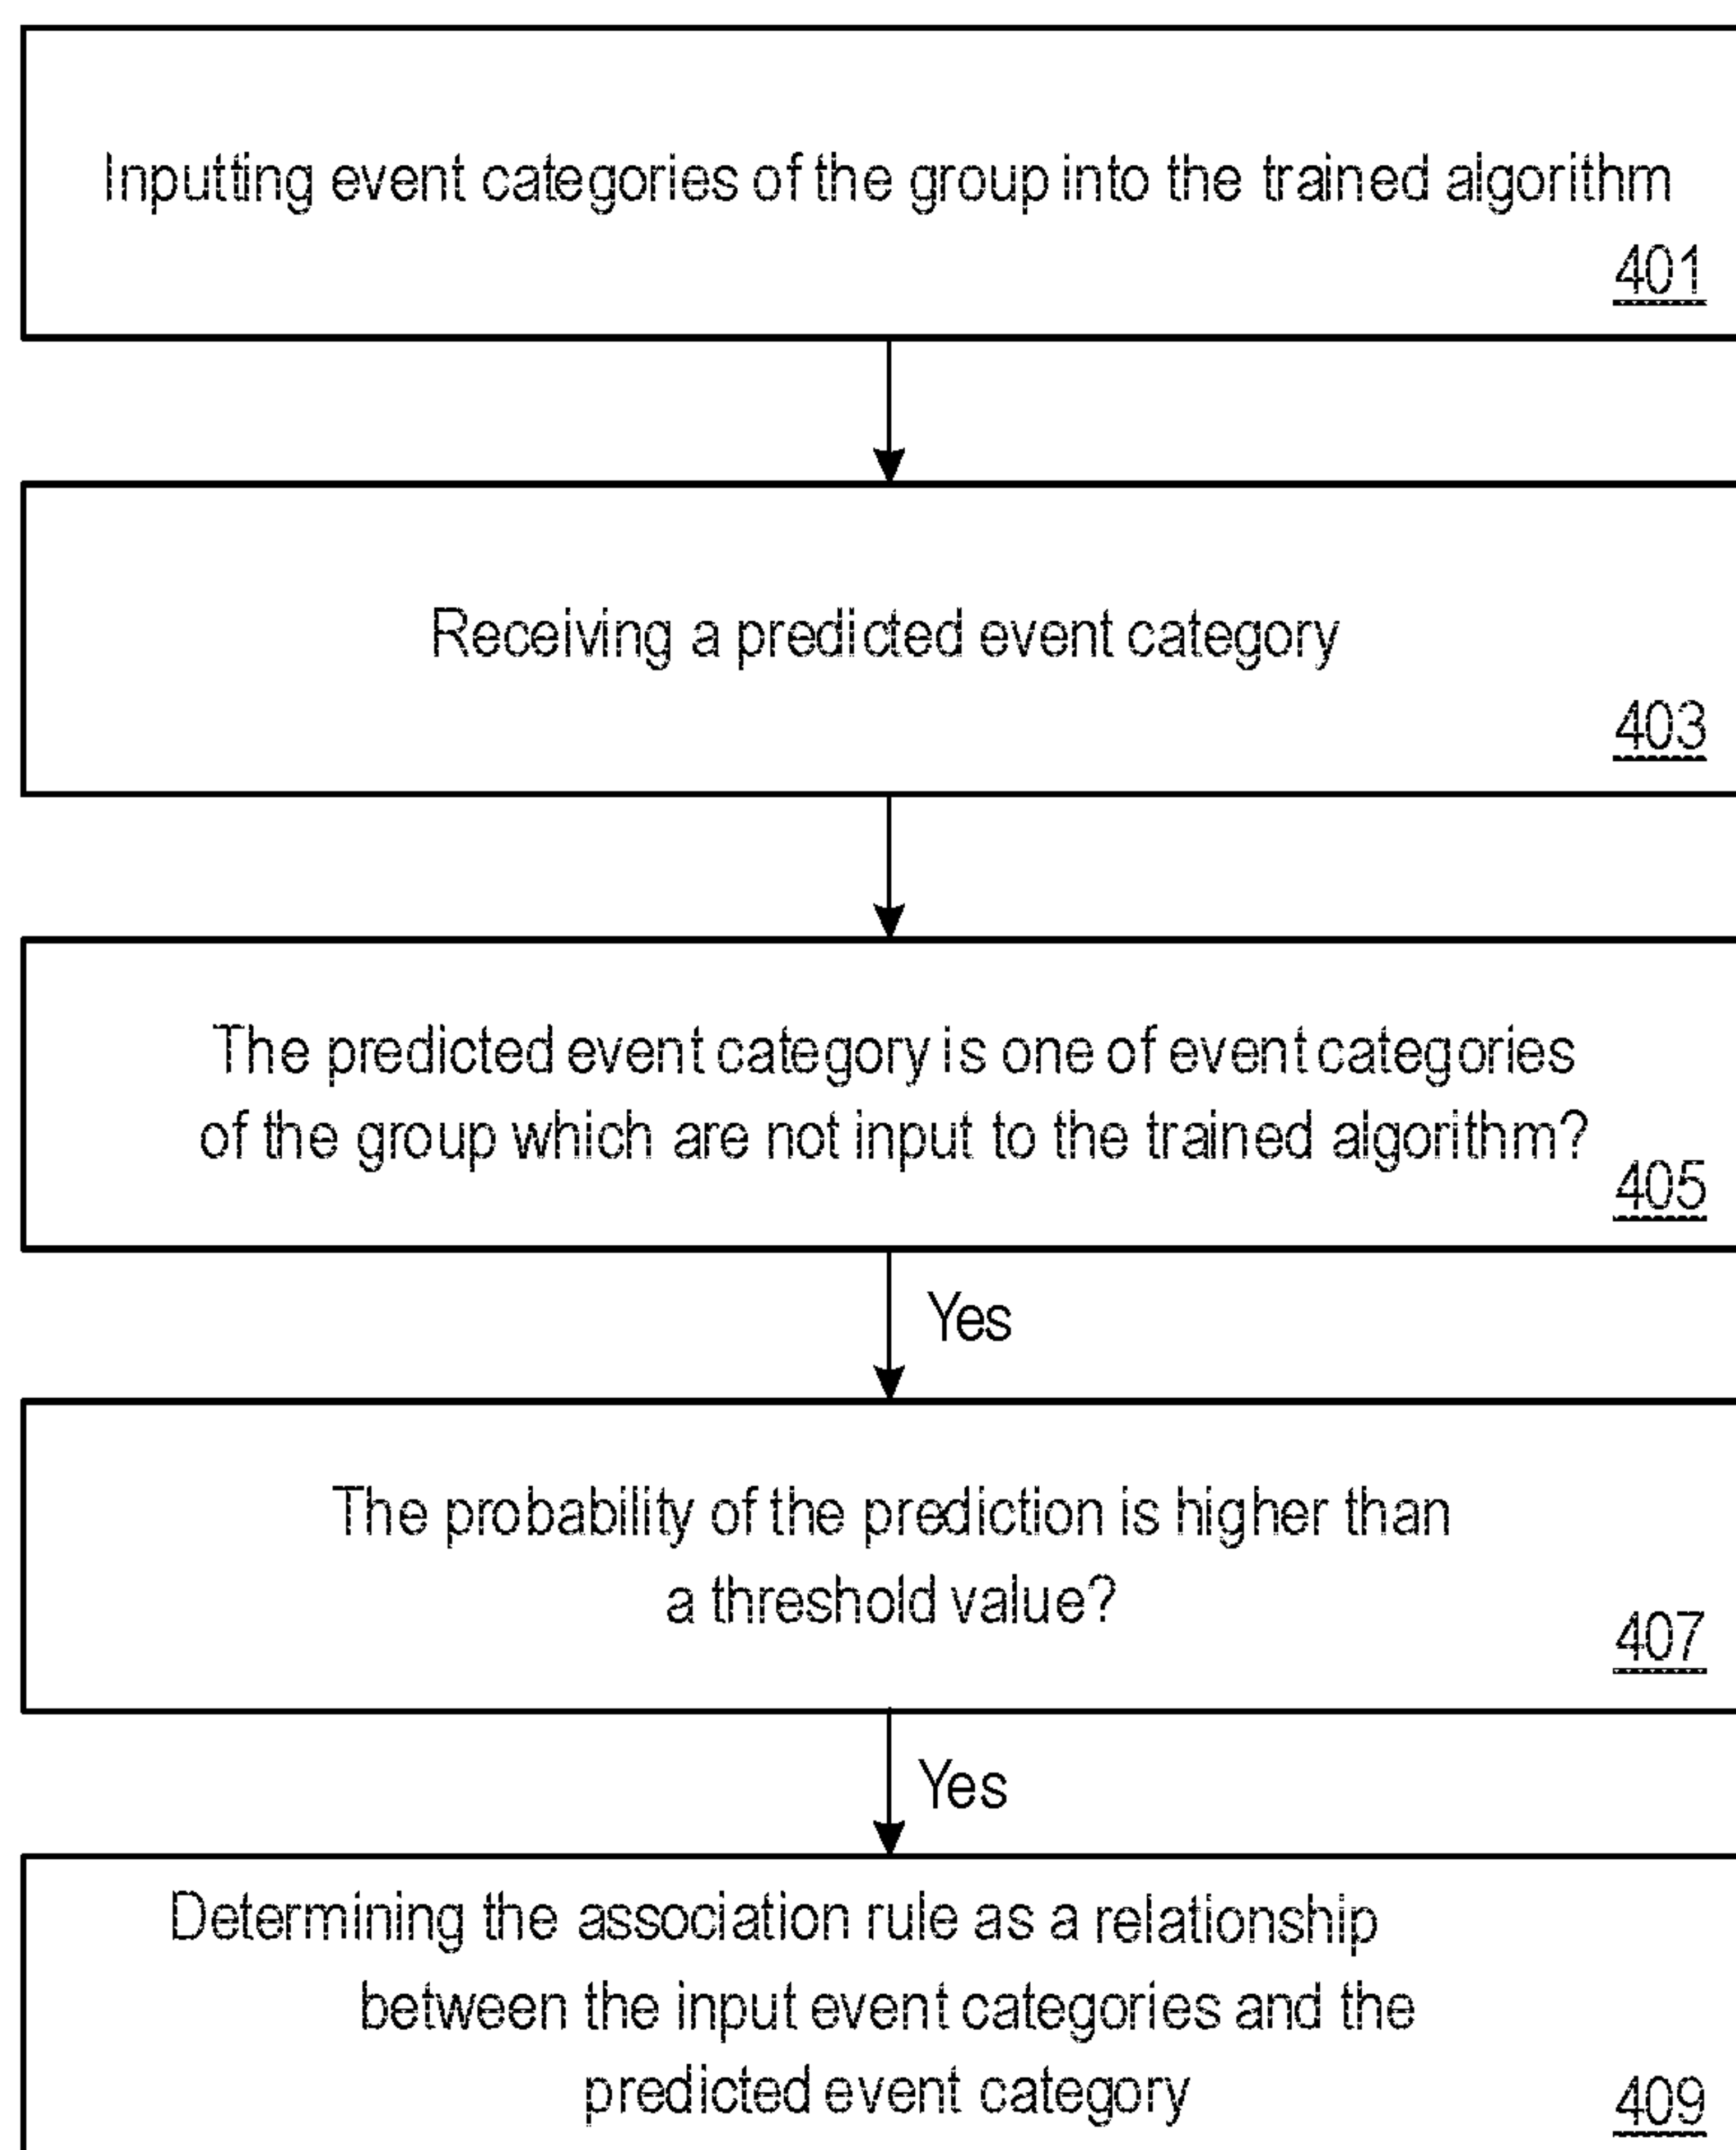 Inputting event categories of the group into the trained algorithm
401
Receiving a predicted event category
403
The predicted event category is one of event categories
of the group which are not input to the trained algorithm?
405
Yes
The probability of the prediction is higher than
a threshold value?
407
Yes
Determining the association rule as a relationship
between the input event categories and the
predicted event category
409